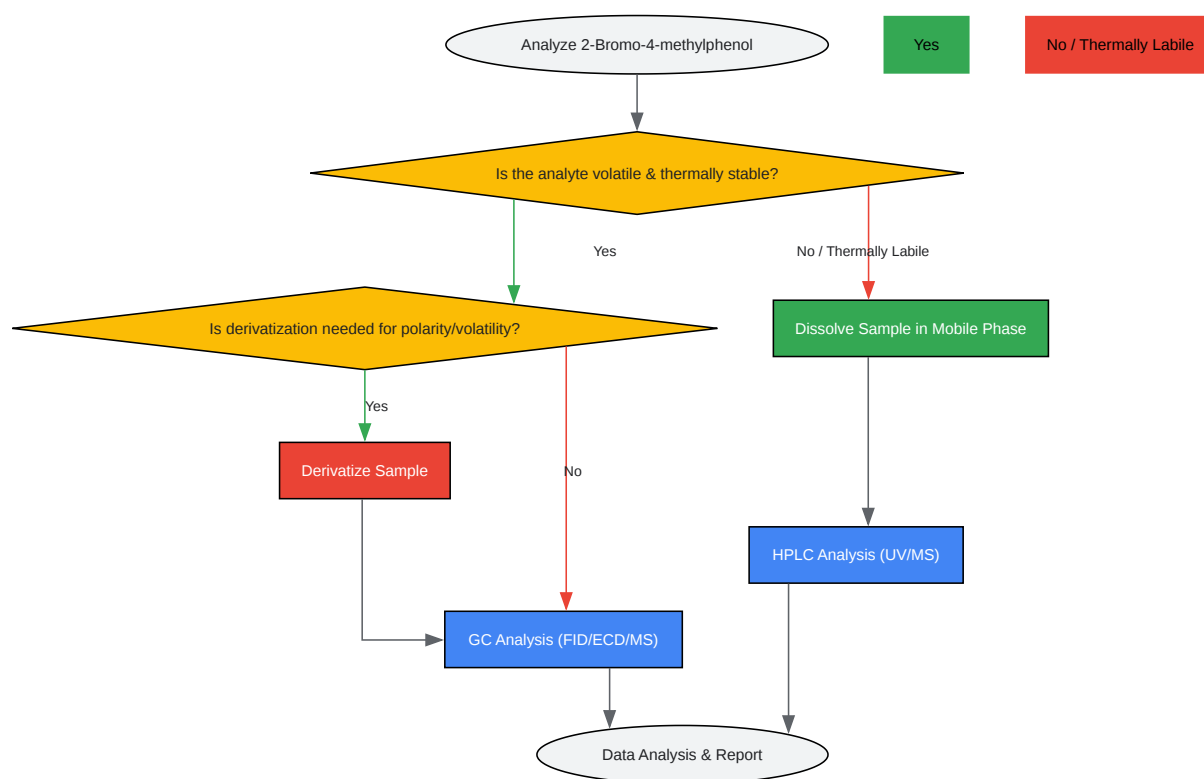 Analyze 2-Bromo-4-methylphenol
Yes
No / Thermally Labile
Is the analyte volatile & thermally stable?
Yes
No / Thermally Labile
Is derivatization needed for polarity/volatility?
Dissolve Sample in Mobile Phase
Yes
Derivatize Sample
No
HPLC Analysis (UV/MS)
GC Analysis (FID/ECD/MS)
Data Analysis & Report